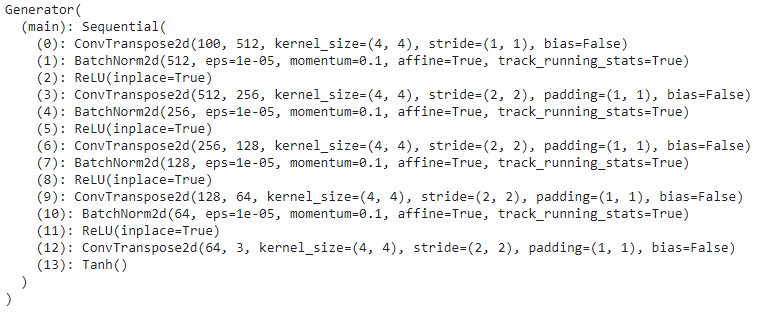 Generator(
  (main): Sequential(
    (0): ConvTranspose2d(100, 512, kernel_size=(4, 4), stride=(1, 1), bias=False)
    (1): BatchNorm2d(512, eps=1e-05, momentum=0.1, affine=True, track_running_stats=True)
    (2): ReLU(inplace=True)
    (3): ConvTranspose2d(512, 256, kernel_size=(4, 4), stride=(2, 2), padding=(1, 1), bias=False)
    (4): BatchNorm2d(256, eps=1e-05, momentum=0.1, affine=True, track_running_stats=True)
    (5): ReLU(inplace=True)
    (6): ConvTranspose2d(256, 128, kernel_size=(4, 4), stride=(2, 2), padding=(1, 1), bias=False)
    (7): BatchNorm2d(128, eps=1e-05, momentum=0.1, affine=True, track_running_stats=True)
    (8): ReLU(inplace=True)
    (9): ConvTranspose2d(128, 64, kernel_size=(4, 4), stride=(2, 2), padding=(1, 1), bias=False)
    (10): BatchNorm2d(64, eps=1e-05, momentum=0.1, affine=True, track_running_stats=True)
    (11): ReLU(inplace=True)
    (12): ConvTranspose2d(64, 3, kernel_size=(4, 4), stride=(2, 2), padding=(1, 1), bias=False)
    (13): Tanh()
  )
)